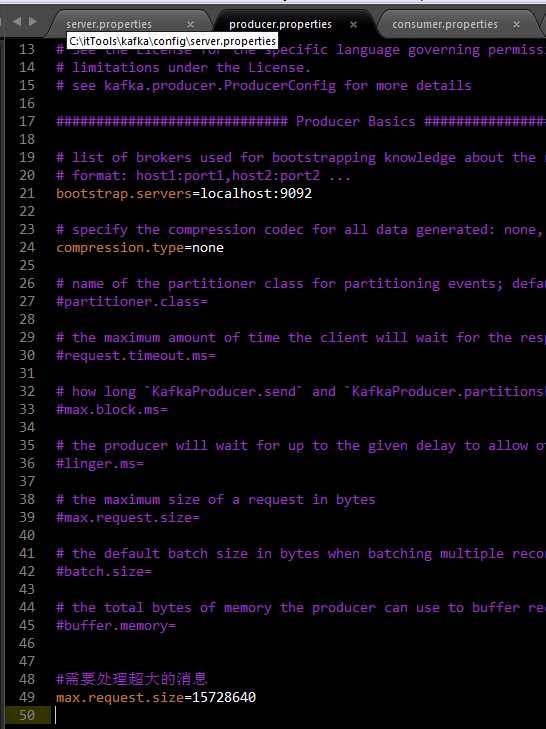 server.properties
producer.properties
consumer.properties
C:\itTools\kafka\config\server.properties
13 # See the License for the specific language governing permiss
14 # limitations under the License.
15 # see kafka.producer.ProducerConfig for more details
16
17 ############################# Producer Basics ###############
18
19 # list of brokers used for bootstrapping knowledge about the
20 # format: host1:port1,host2:port2 ...
21 bootstrap.servers=localhost:9092
22
23 # specify the compression codec for all data generated: none,
24 compression.type=none
25
26 # name of the partitioner class for partitioning events; defa
27 #partitioner.class=
28
29 # the maximum amount of time the client will wait for the resp
30 #request.timeout.ms=
31
32 # how long `KafkaProducer.send` and `KafkaProducer.partitions
33 #max.block.ms=
34
35 # the producer will wait for up to the given delay to allow ot
36 #linger.ms=
37
38 # the maximum size of a request in bytes
39 #max.request.size=
40
41 # the default batch size in bytes when batching multiple reco
42 #batch.size=
43
44 # the total bytes of memory the producer can use to buffer rec
45 #buffer.memory=
46
47
48 #需要处理超大的消息
49 max.request.size=15728640
50